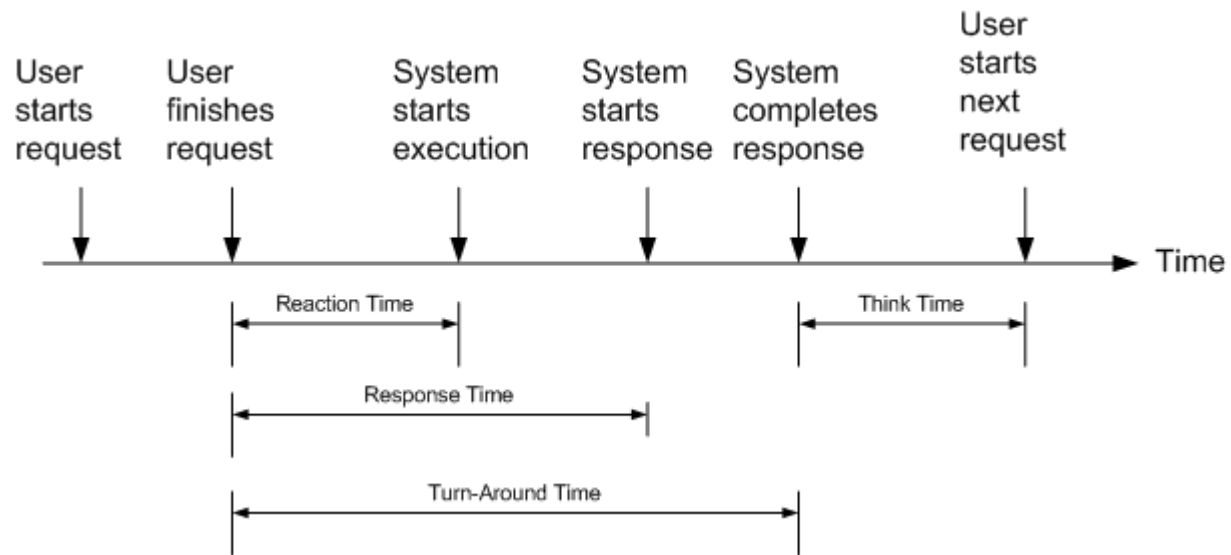 User
starts
request
User
finishes
request
System
starts
execution
System
starts
response
System
completes
response
User
starts
next
request
Time
Reaction Time
Think Time
Response Time
Turn-Around Time